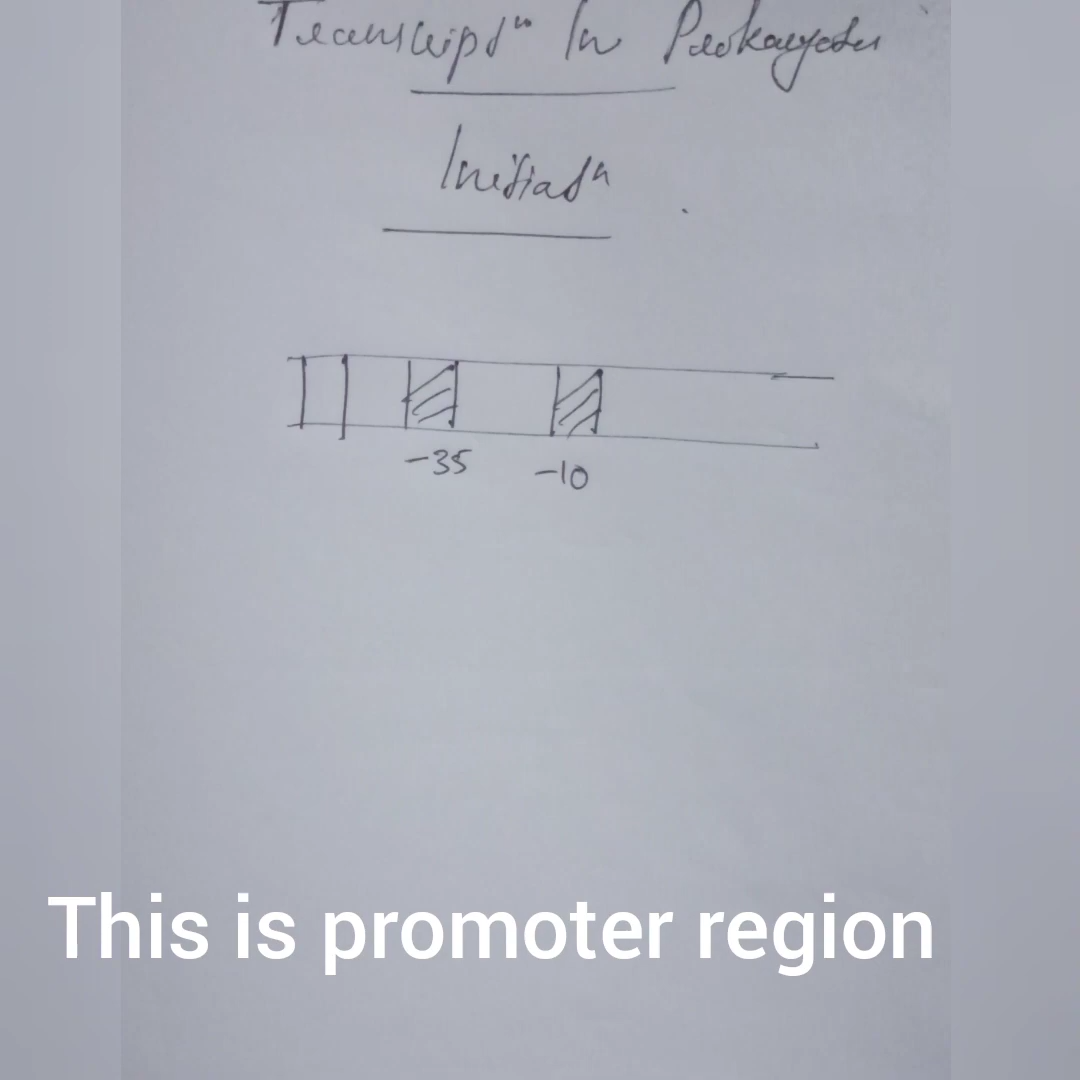 Transcriptⁿ In Prokaryotes
Initiatⁿ
-35
-10
This is promoter region